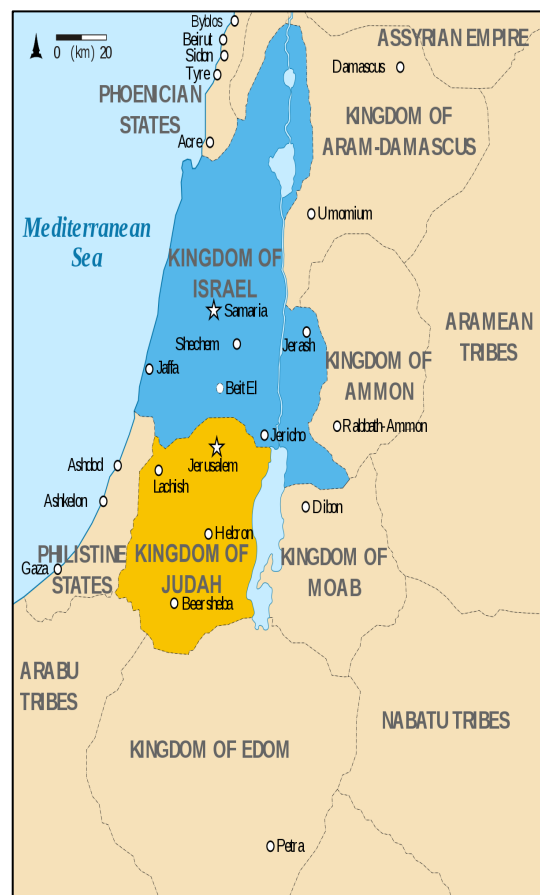 Byblos
Beirut
0 (km) 20
ASSYRIAN EMPIRE
Sidon
Damascus
Tyre
PHOENICIAN
STATES
KINGDOM OF
ARAM-DAMASCUS
Acre
Umomium
Mediterranean
Sea
KINGDOM OF
ISRAEL
Samaria
ARAMEAN
TRIBES
Shechem
Jerash
KINGDOM OF
AMMON
Jaffa
Beit El
Rabbath-Ammon
Jericho
Ashdod
Jerusalem
Lachish
Ashkelon
Dibon
Hebron
PHILISTINE
STATES
KINGDOM OF
JUDAH
KINGDOM OF
MOAB
Gaza
Beersheba
ARABU
TRIBES
NABATU TRIBES
KINGDOM OF EDOM
Petra